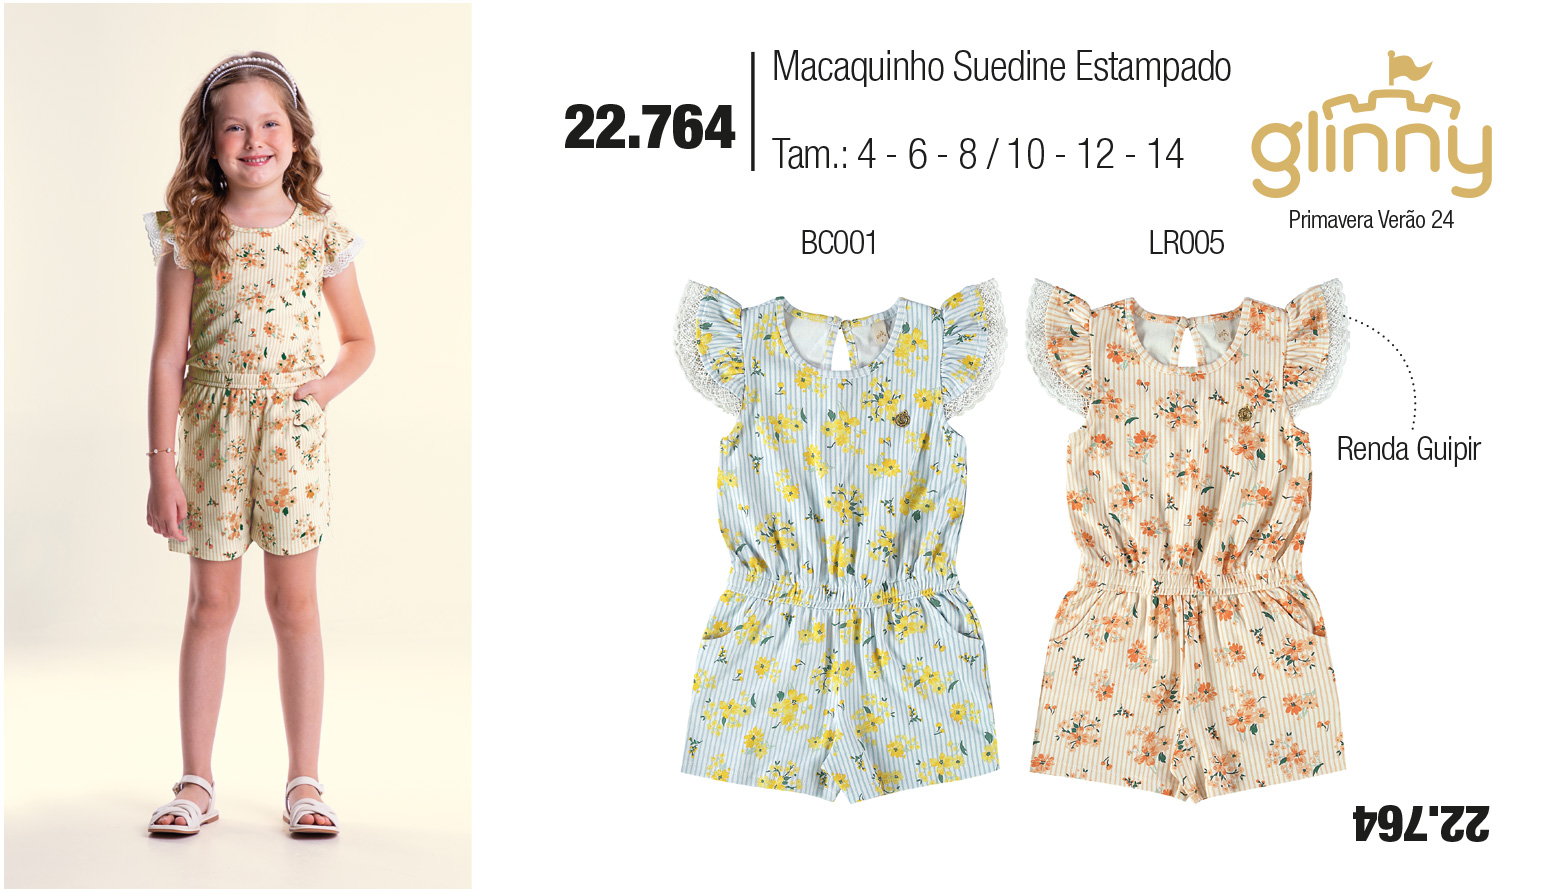 22.764
Macaquinho Suedine Estampado
Tam.: 4 - 6 - 8 / 10 - 12 - 14
glinny
Primavera Verão 24
BC001
LR005
Renda Guipir
22.764